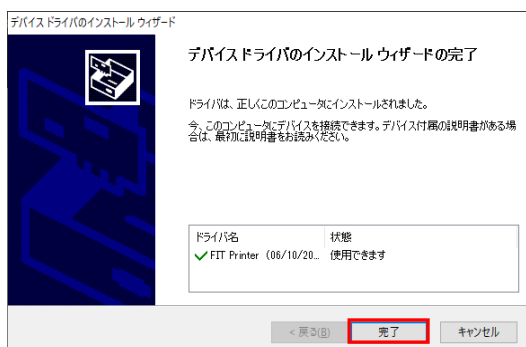 デバイス ドライバのインストール ウィザード
デバイス ドライバのインストール ウィザードの完了
ドライバは、正しくこのコンピュータにインストールされました。
今、このコンピュータにデバイスを接続できます。デバイス付属の説明書がある場
合は、最初に説明書をお読みください。
ドライバ名 状態
FIT Printer (06/10/20... 使用できます
< 戻る(B) 完了 キャンセル